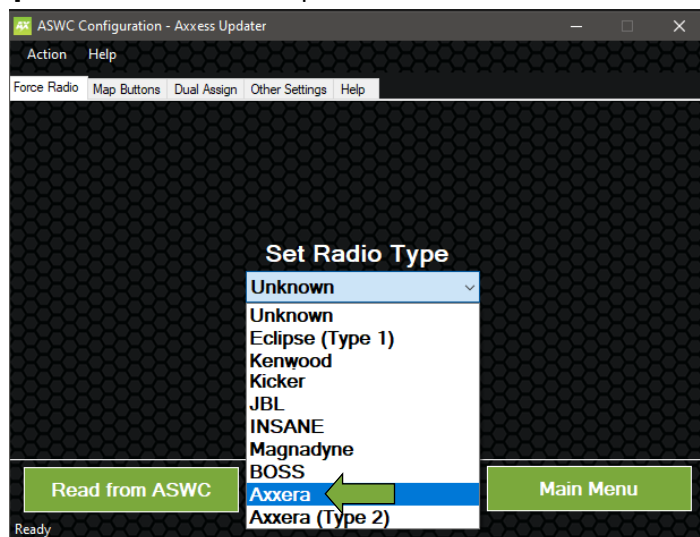 AX ASWC Configuration - Axxess Updater
Action Help
Force Radio Map Buttons Dual Assign Other Settings Help
Set Radio Type
Unknown
Unknown
Eclipse (Type 1)
Kenwood
Kicker
JBL
INSANE
Magnadyne
BOSS
Axxera
Axxera (Type 2)
Read from ASWC
Main Menu
Ready